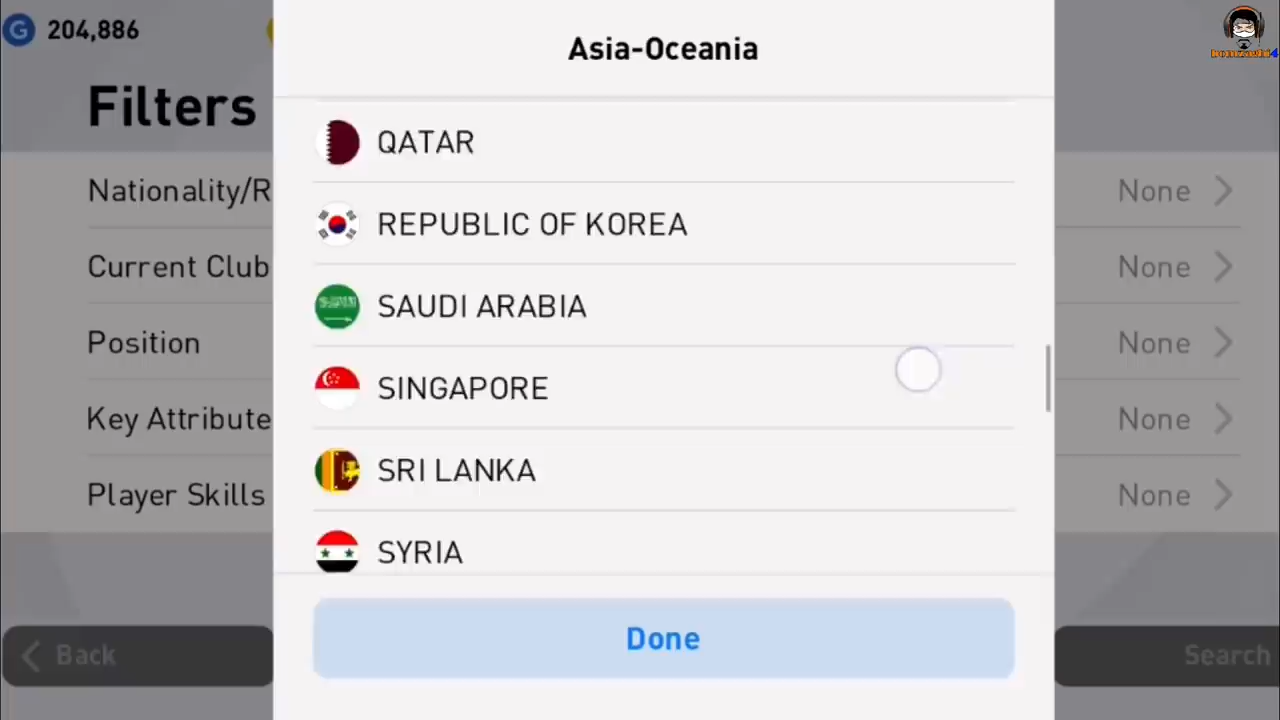 G 204,886
Asia-Oceania
Filters
QATAR
Nationality/R
None
REPUBLIC OF KOREA
Current Club
None
SAUDI ARABIA
Position
None
SINGAPORE
Key Attribute
None
SRI LANKA
Player Skills
None
SYRIA
Done
Back
Search